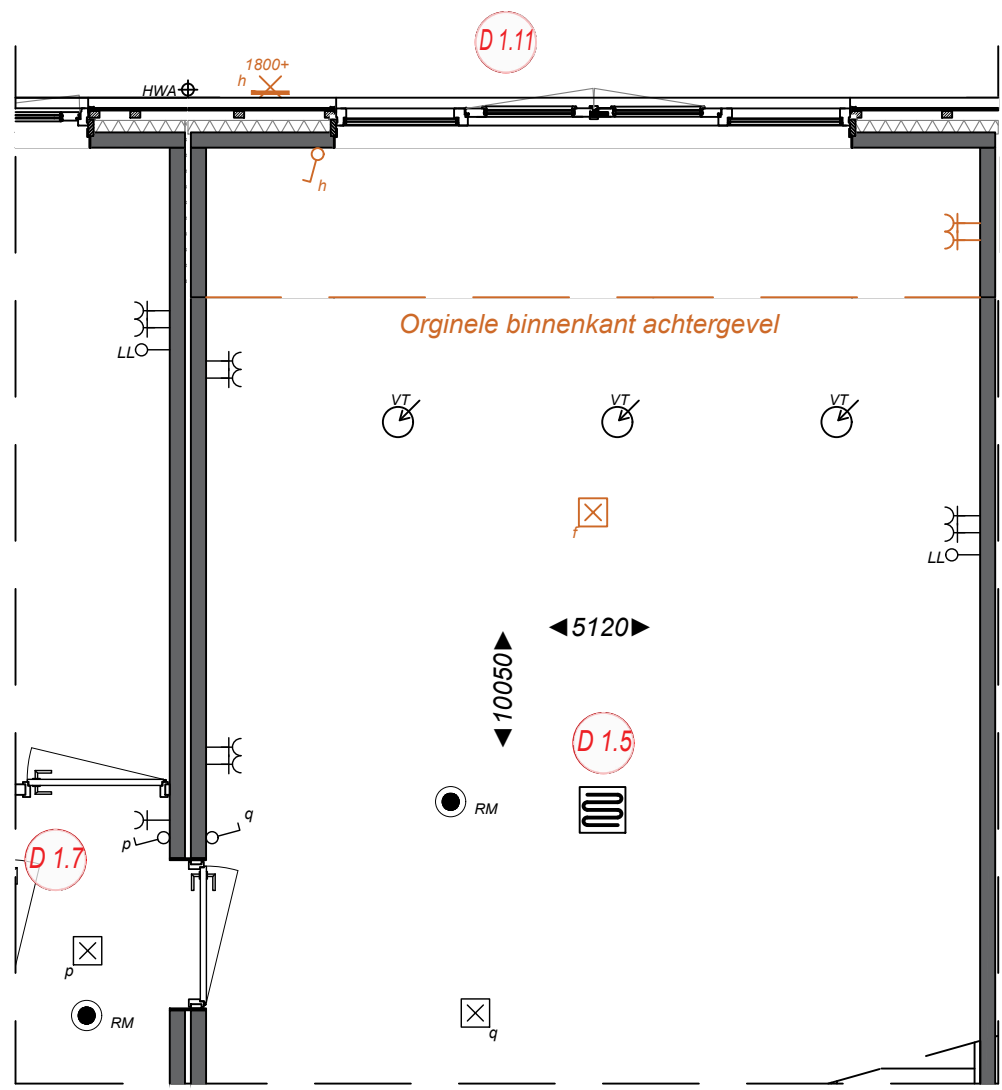 D 1.11
1800+
h
HWA
h
Orginele binnenkant achtergevel
LL
VT
VT
VT
f
LL
5120
10050
D 1.5
RM
q
p
D 1.7
p
RM
q